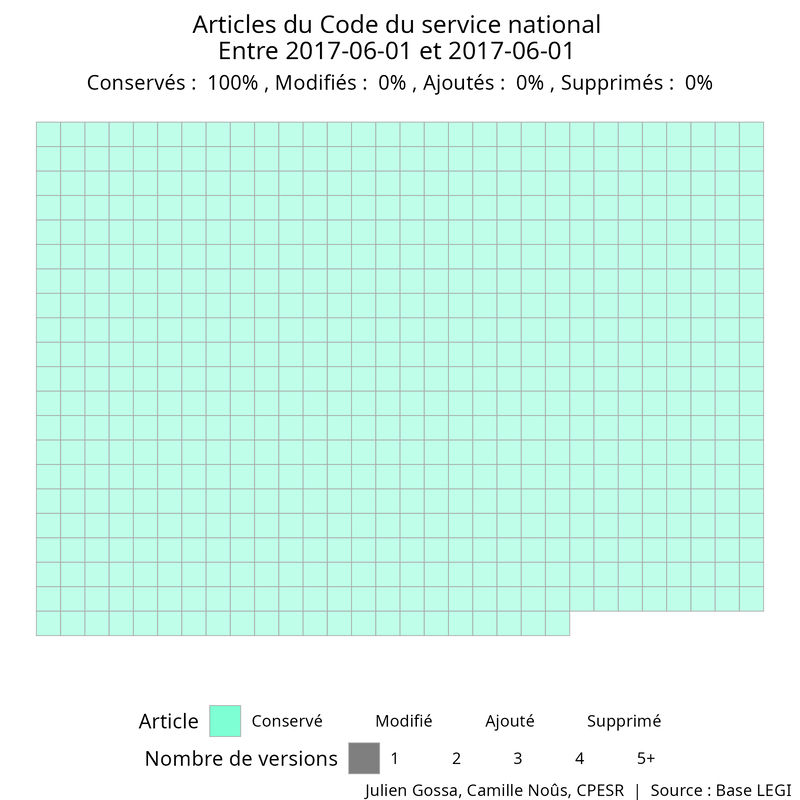 Articles du Code du service national
Entre 2017-06-01 et 2017-06-01
Conservés :  100% , Modifiés :  0% , Ajoutés :  0% , Supprimés :  0%
Article Conservé Modifié Ajouté Supprimé
Nombre de versions 1 2 3 4 5+
Julien Gossa, Camille Noûs, CPESR  |  Source : Base LEGI